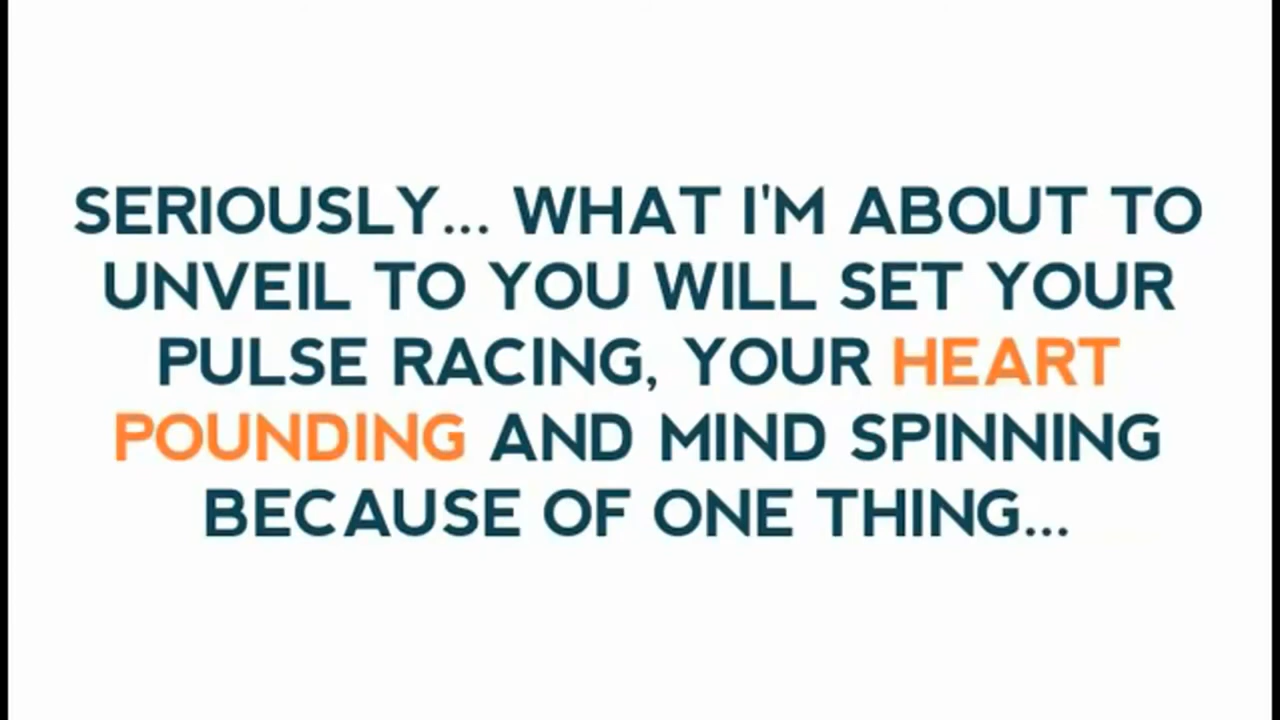 SERIOUSLY... WHAT I'M ABOUT TO
UNVEIL TO YOU WILL SET YOUR
PULSE RACING, YOUR HEART
POUNDING AND MIND SPINNING
BECAUSE OF ONE THING...